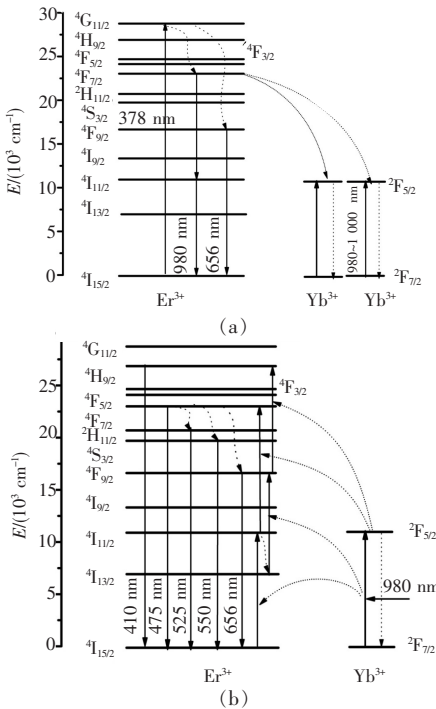 30
25
20
15
10
5
0
E/(10³ cm⁻¹)
⁴G₁₁/₂
⁴H₉/₂
⁴F₅/₂
⁴F₇/₂
²H₁₁/₂
⁴S₃/₂
⁴F₉/₂
⁴I₉/₂
⁴I₁₁/₂
⁴I₁₃/₂
⁴I₁₅/₂
⁴F₃/₂
378 nm
980 nm
656 nm
980~1 000 nm
²F₅/₂
²F₇/₂
Er³⁺
Yb³⁺
Yb³⁺
(a)
25
20
15
10
5
0
E/(10³ cm⁻¹)
⁴G₁₁/₂
⁴H₉/₂
⁴F₅/₂
⁴F₇/₂
²H₁₁/₂
⁴S₃/₂
⁴F₉/₂
⁴I₉/₂
⁴I₁₁/₂
⁴I₁₃/₂
⁴I₁₅/₂
⁴F₃/₂
410 nm
475 nm
525 nm
550 nm
656 nm
980 nm
²F₅/₂
²F₇/₂
Er³⁺
Yb³⁺
(b)